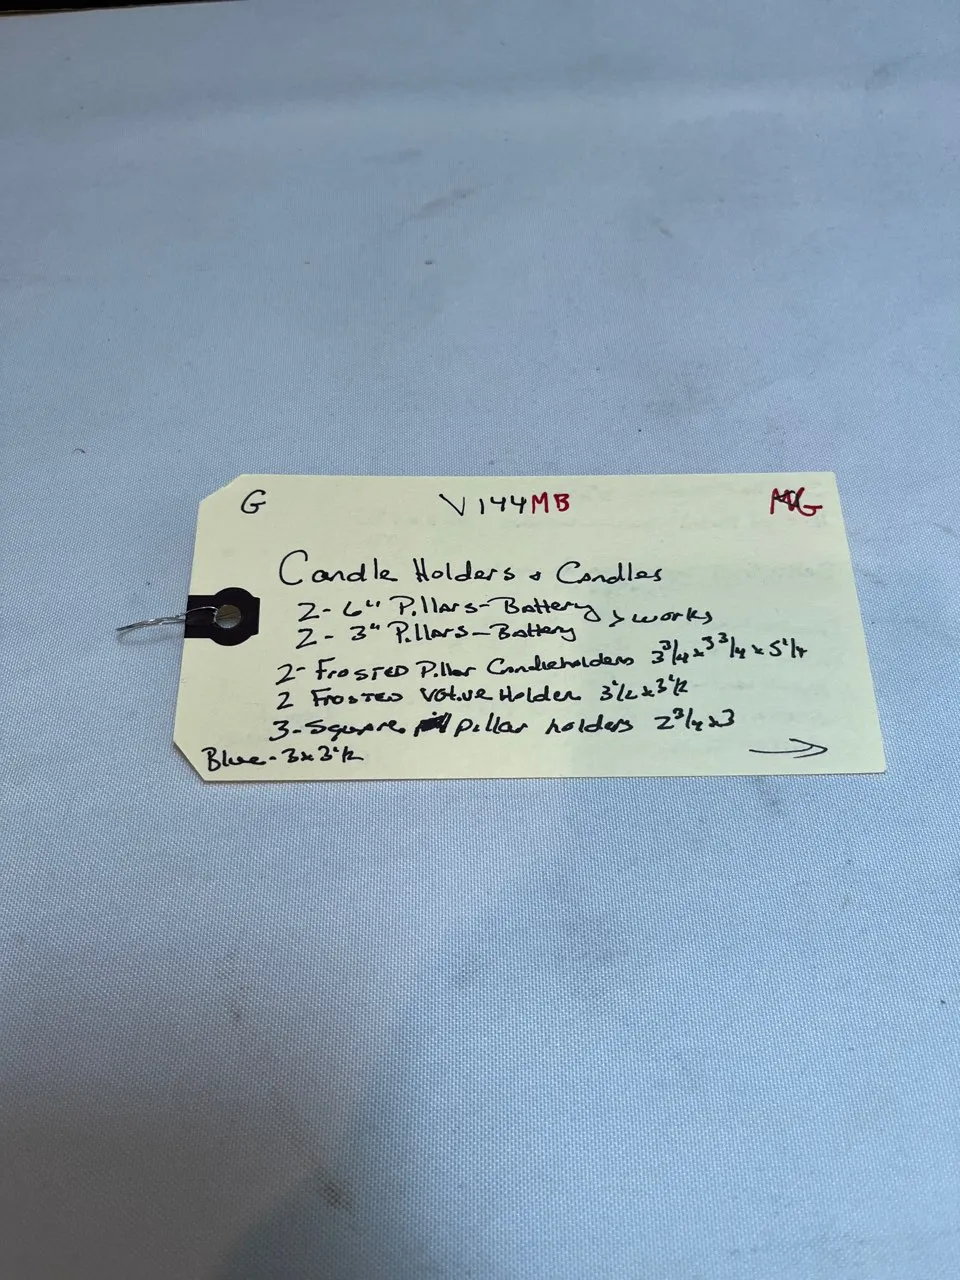 G V144MB MG
Candle Holders & Candles
2- 6" Pillars-Battery > works
2- 3" Pillars-Battery
2- Frosted Pillar Candleholders 3 3/4 x 3 3/4 x 5 1/4
2 Frosted Votive Holder 3 1/2 x 3 1/2
3-Square pillar holders 2 3/4 x 3
Blue- 3 x 3 1/2 →